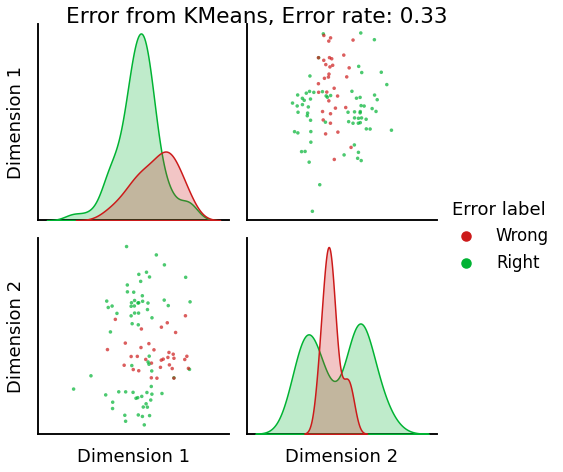 Error from KMeans, Error rate: 0.33
Dimension 1
Error label
Wrong
Right
Dimension 2
Dimension 1
Dimension 2